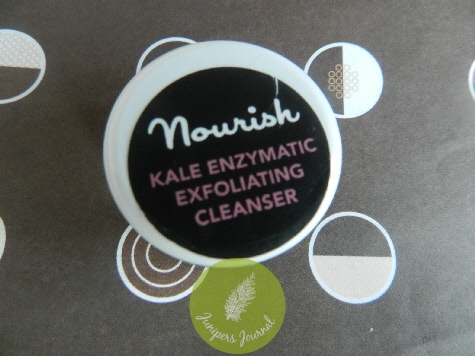 Nourish
KALE ENZYMATIC
EXFOLIATING
CLEANSER
Junipers Journal